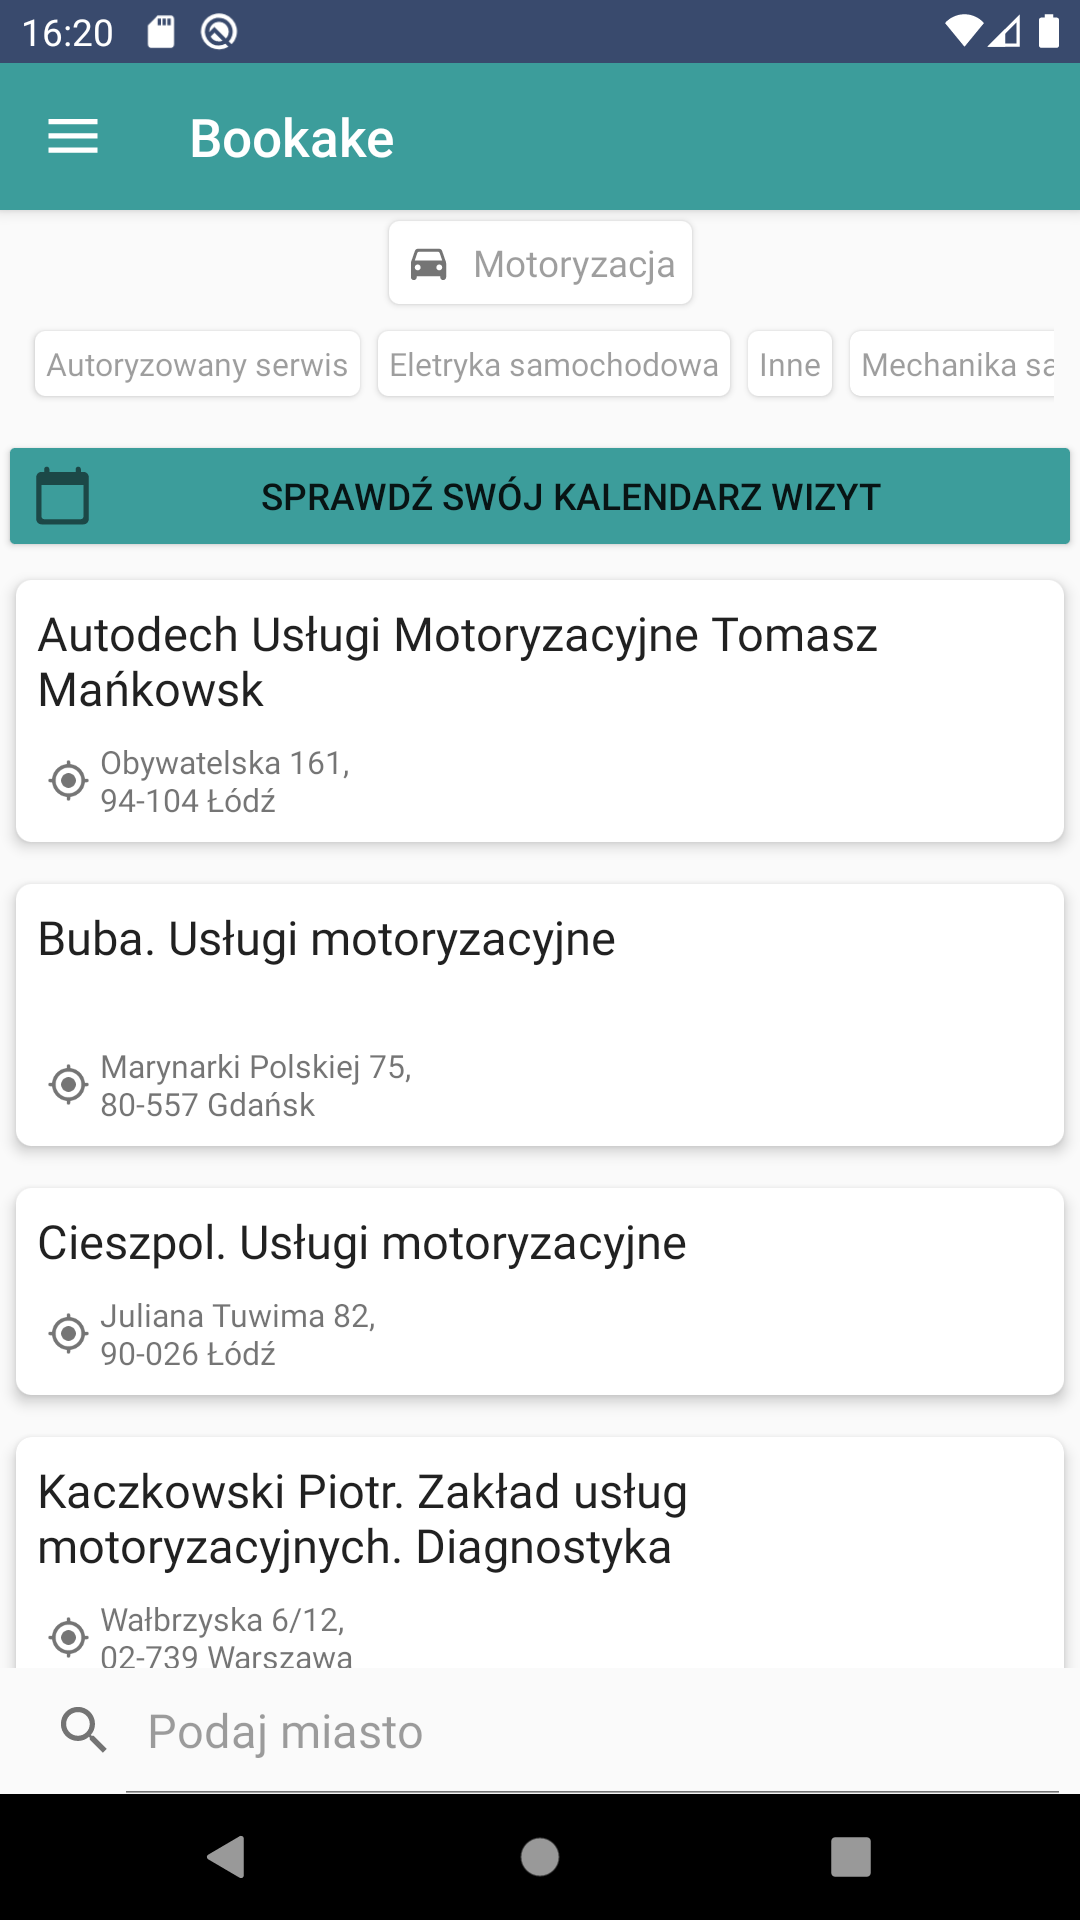 16:20
Bookake
Motoryzacja
Autoryzowany serwis
Eletryka samochodowa
Inne
Mechanika sa
SPRAWDŹ SWÓJ KALENDARZ WIZYT
Autodech Usługi Motoryzacyjne Tomasz
Mańkowsk
Obywatelska 161,
94-104 Łódź
Buba. Usługi motoryzacyjne
Marynarki Polskiej 75,
80-557 Gdańsk
Cieszpol. Usługi motoryzacyjne
Juliana Tuwima 82,
90-026 Łódź
Kaczkowski Piotr. Zakład usług
motoryzacyjnych. Diagnostyka
Wałbrzyska 6/12,
02-739 Warszawa
Podaj miasto